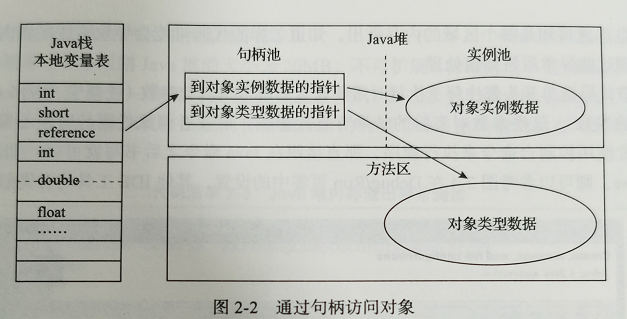 Java栈
本地变量表
int
short
reference
int
double
float
……
Java堆
句柄池
实例池
到对象实例数据的指针
到对象类型数据的指针
对象实例数据
方法区
对象类型数据
图 2-2 通过句柄访问对象